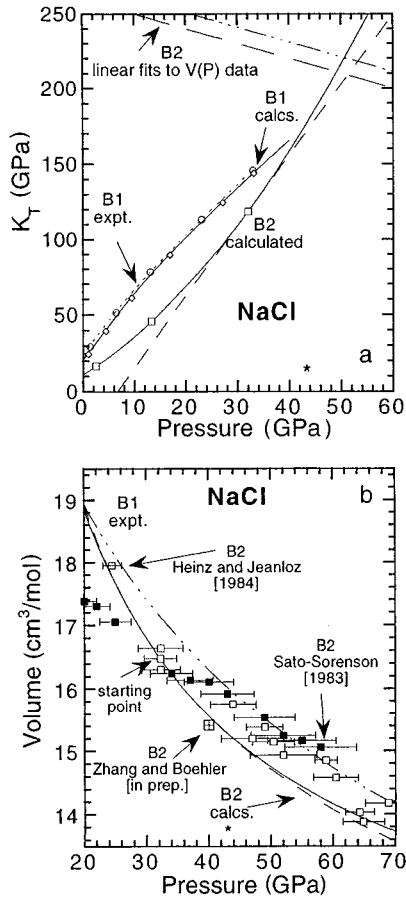 250
200
150
100
50
0
K_T (GPa)
B2
linear fits to V(P) data
B1
calcs.
B1
expt.
B2
calculated
NaCl
*
a
0 10 20 30 40 50 60
Pressure (GPa)
NaCl
b
19
18
17
16
15
14
Volume (cm³/mol)
B1
expt.
B2
Heinz and Jeanloz
[1984]
B2
Sato-Sorenson
[1983]
starting
point
B2
Zhang and Boehler
[in prep.]
B2
calcs.
*
20 30 40 50 60 70
Pressure (GPa)